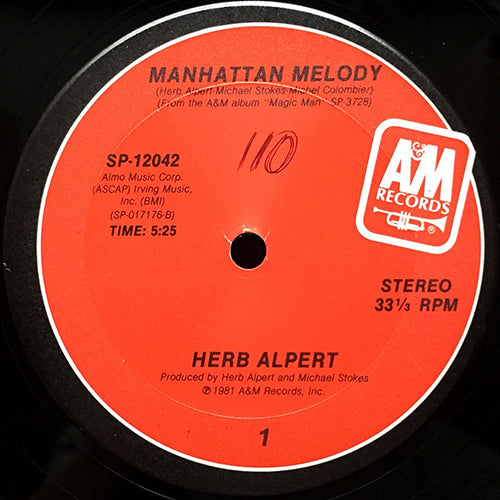 MANHATTAN MELODY
(Herb Alpert-Michael Stokes-Michel Colombier)
(From the A&M album "Magic Man" SP-3728)
110
SP-12042
Almo Music Corp.
(ASCAP) Irving Music,
Inc. (BMI)
(SP-017176-B)
TIME: 5:25
A&M
RECORDS
®
STEREO
33⅓ RPM
HERB ALPERT
Produced by Herb Alpert and Michael Stokes
℗ 1981 A&M Records, Inc.
1